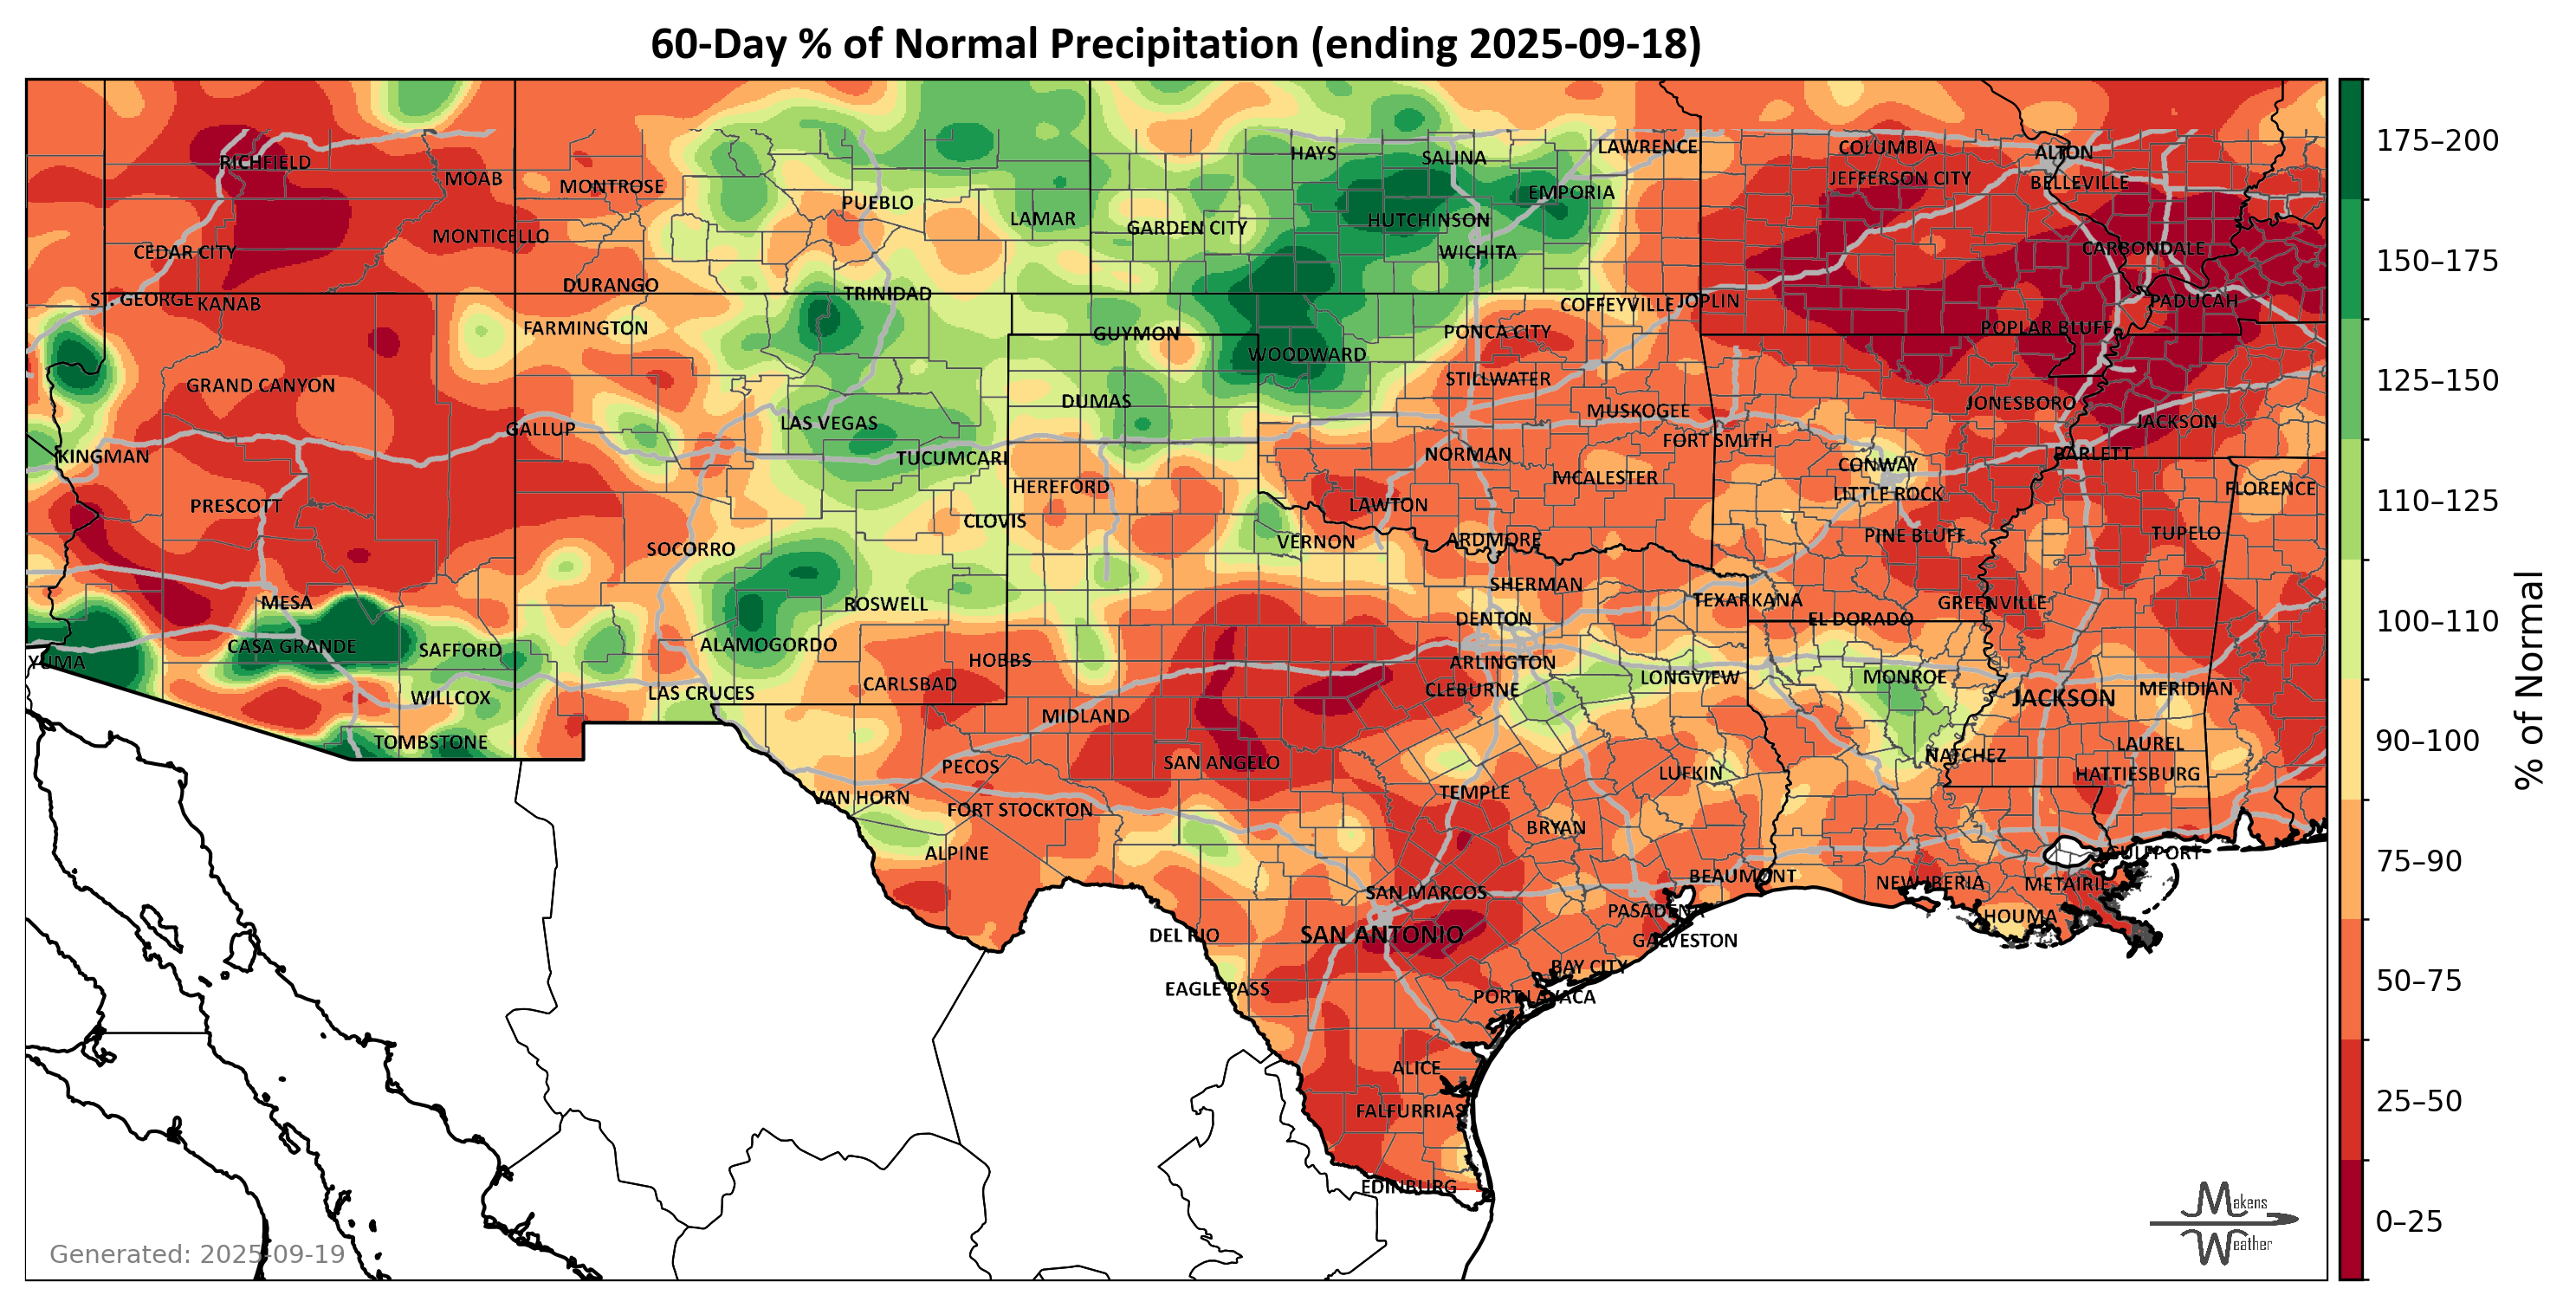 60-Day % of Normal Precipitation (ending 2025-09-18)
175–200
HAYS
SALINA
LAWRENCE
COLUMBIA
ALTON
RICHFIELD
MOAB
MONTROSE
EMPORIA
JEFFERSON CITY
BELLEVILLE
PUEBLO
LAMAR
GARDEN CITY
HUTCHINSON
MONTICELLO
CEDAR CITY
WICHITA
CARBONDALE
150–175
DURANGO
TRINIDAD
ST. GEORGE
KANAB
COFFEYVILLE
JOPLIN
PADUCAH
FARMINGTON
GUYMON
PONCA CITY
POPLAR BLUFF
WOODWARD
GRAND CANYON
STILLWATER
125–150
DUMAS
MUSKOGEE
JONESBORO
LAS VEGAS
JACKSON
GALLUP
FORT SMITH
KINGMAN
TUCUMCARI
NORMAN
BARLETT
CONWAY
MCALESTER
HEREFORD
LITTLE ROCK
FLORENCE
PRESCOTT
LAWTON
110–125
CLOVIS
SOCORRO
VERNON
ARDMORE
PINE BLUFF
TUPELO
SHERMAN
MESA
ROSWELL
TEXARKANA
GREENVILLE
DENTON
EL DORADO
100–110
CASA GRANDE
SAFFORD
ALAMOGORDO
YUMA
HOBBS
ARLINGTON
WILLCOX
LAS CRUCES
CARLSBAD
CLEBURNE
LONGVIEW
MONROE
JACKSON
MERIDIAN
MIDLAND
TOMBSTONE
LAUREL
90–100
PECOS
SAN ANGELO
NATCHEZ
LUFKIN
HATTIESBURG
VAN HORN
FORT STOCKTON
TEMPLE
BRYAN
ALPINE
GULFPORT
75–90
SAN MARCOS
BEAUMONT
NEW IBERIA
METAIRIE
PASADENA
HOUMA
DEL RIO
SAN ANTONIO
GALVESTON
BAY CITY
EAGLE PASS
PORT LAVACA
50–75
ALICE
FALFURRIAS
25–50
EDINBURG
0–25
% of Normal
Makens
Weather
Generated: 2025-09-19